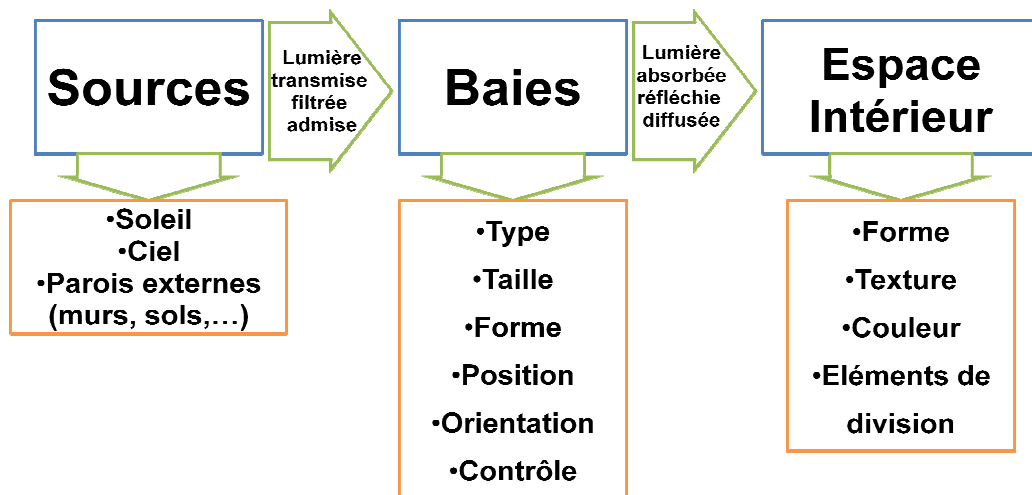 Sources
Lumière
transmise
filtrée
admise
Baies
Lumière
absorbée
réfléchie
diffusée
Espace
Intérieur
•Soleil
•Ciel
•Parois externes
(murs, sols,…)
•Type
•Taille
•Forme
•Position
•Orientation
•Contrôle
•Forme
•Texture
•Couleur
•Eléments de
division